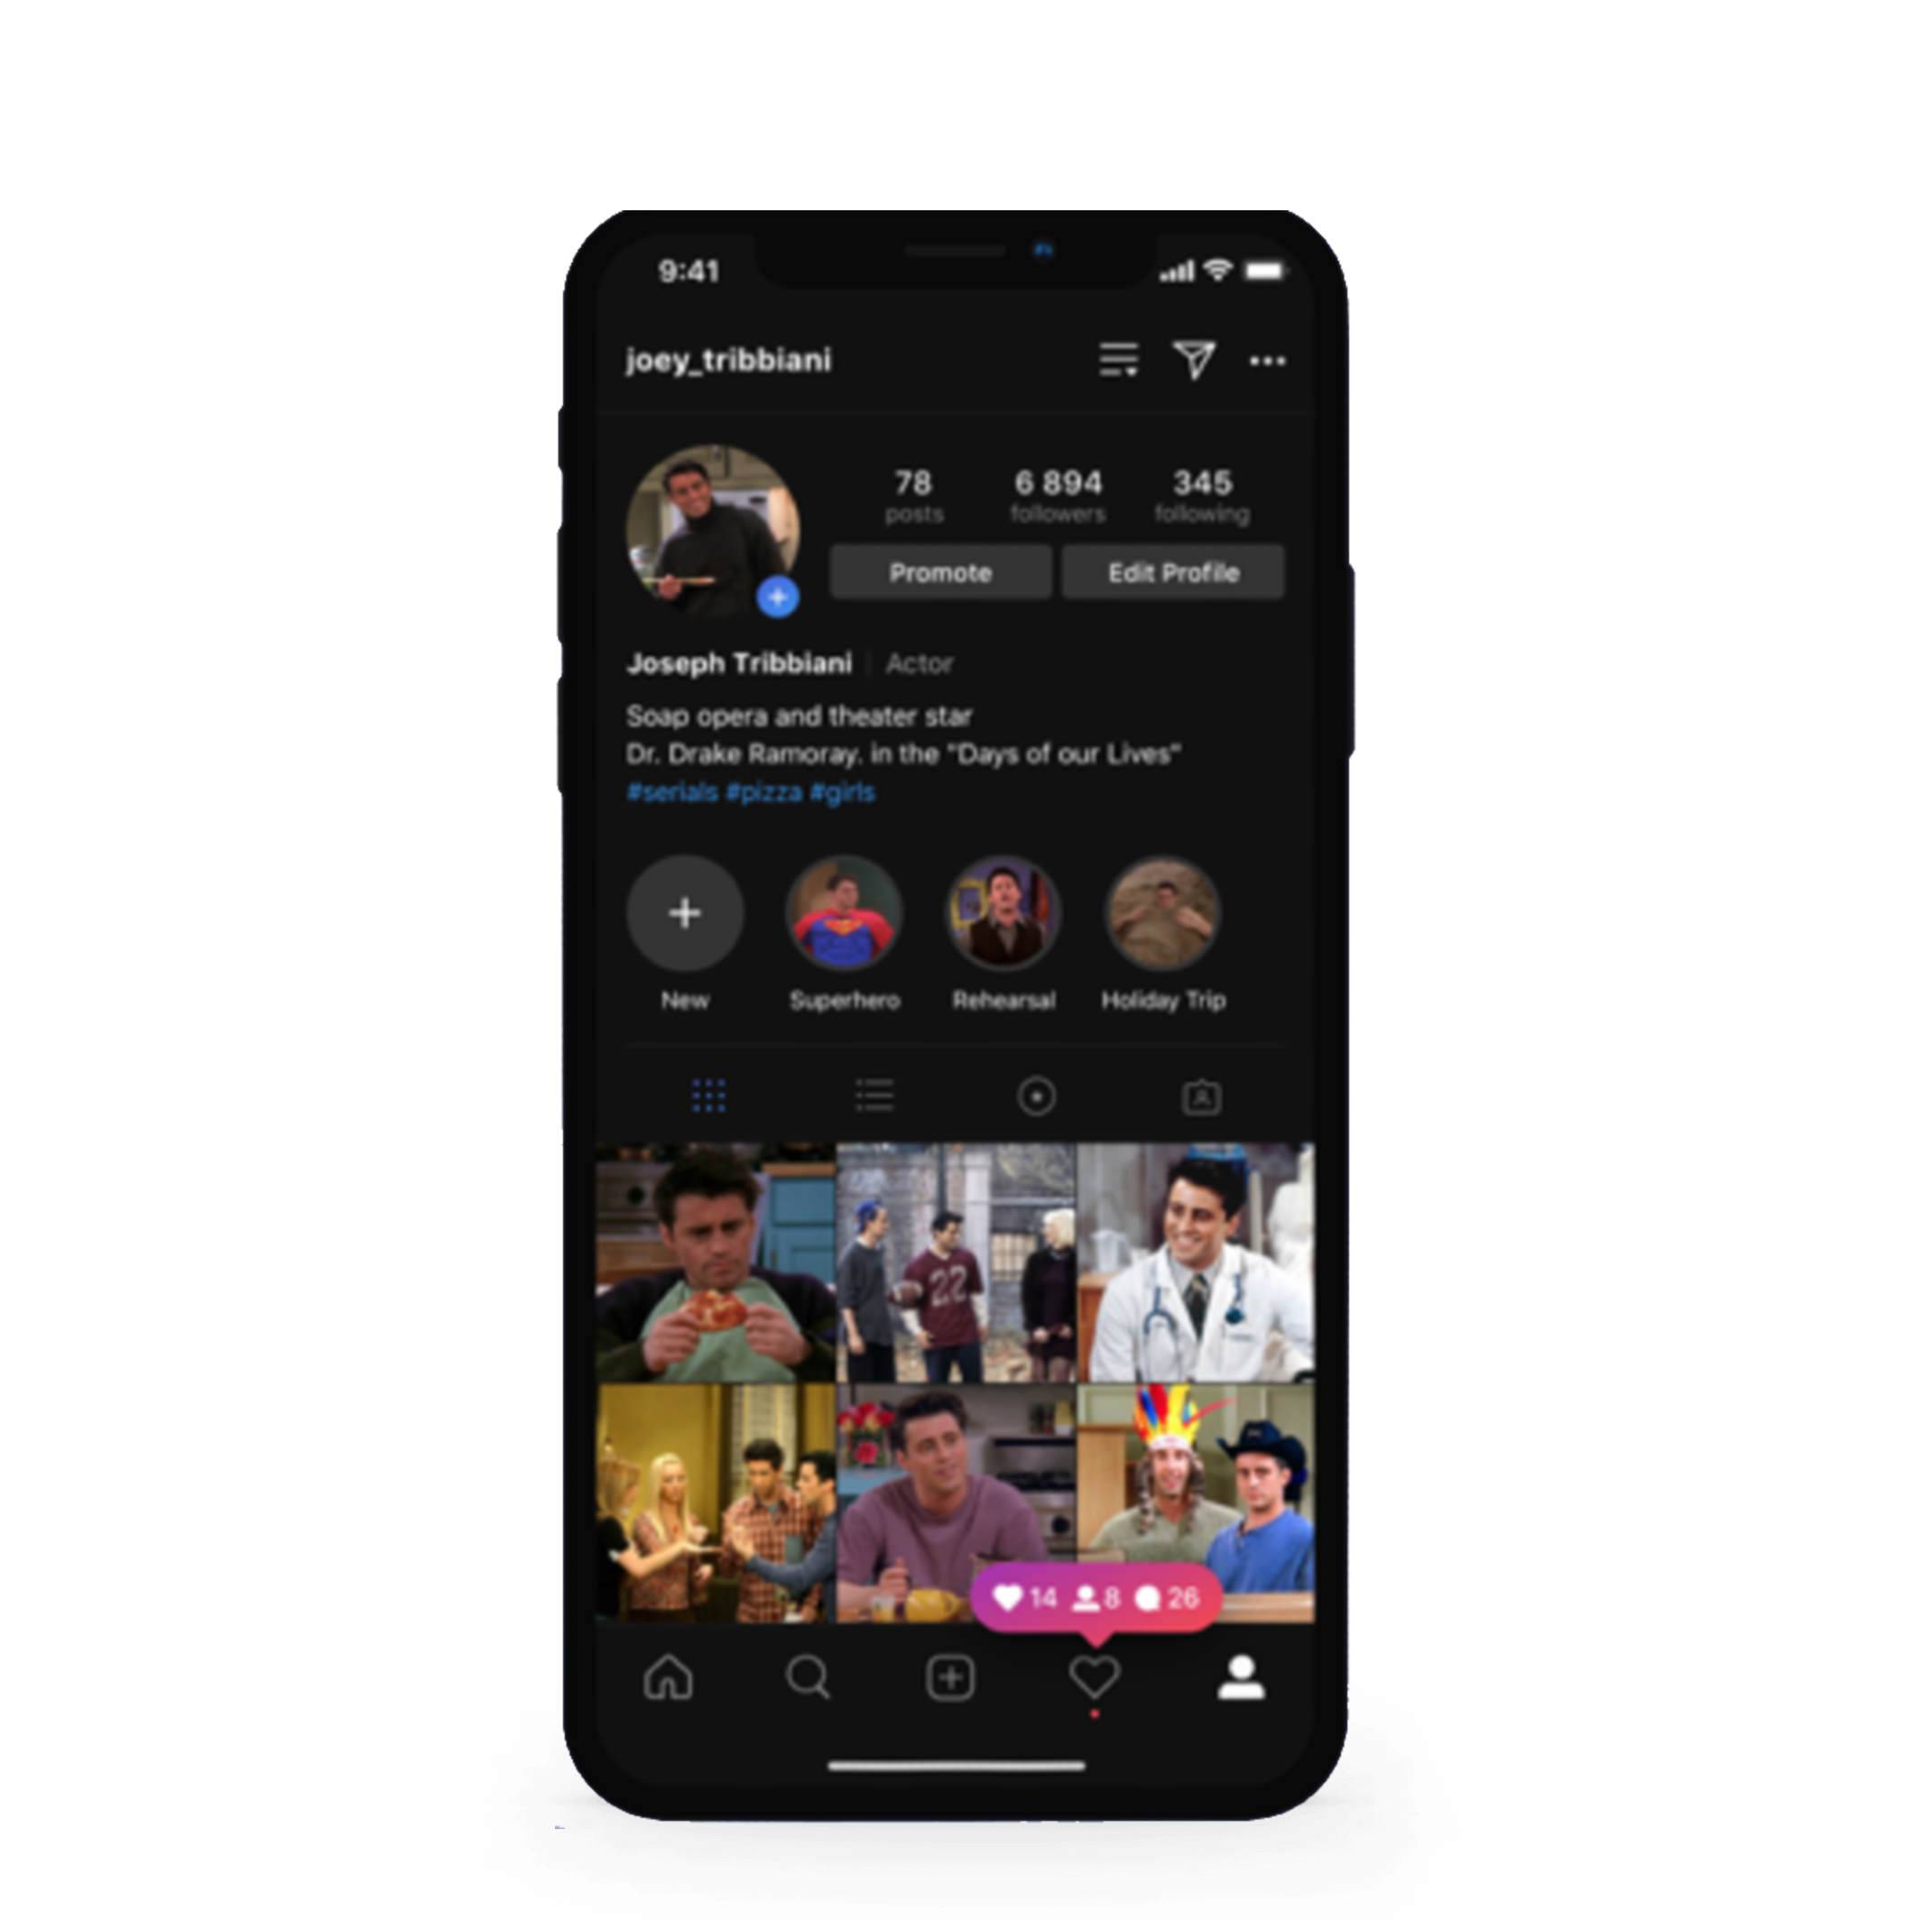 9:41
joey_tribbiani
78 6 894 345
posts followers following
Promote Edit Profile
Joseph Tribbiani Actor
Soap opera and theater star
Dr. Drake Ramoray. in the "Days of our Lives"
#serials #pizza #girls
New Superhero Rehearsal Holiday Trip
22
14 8 26